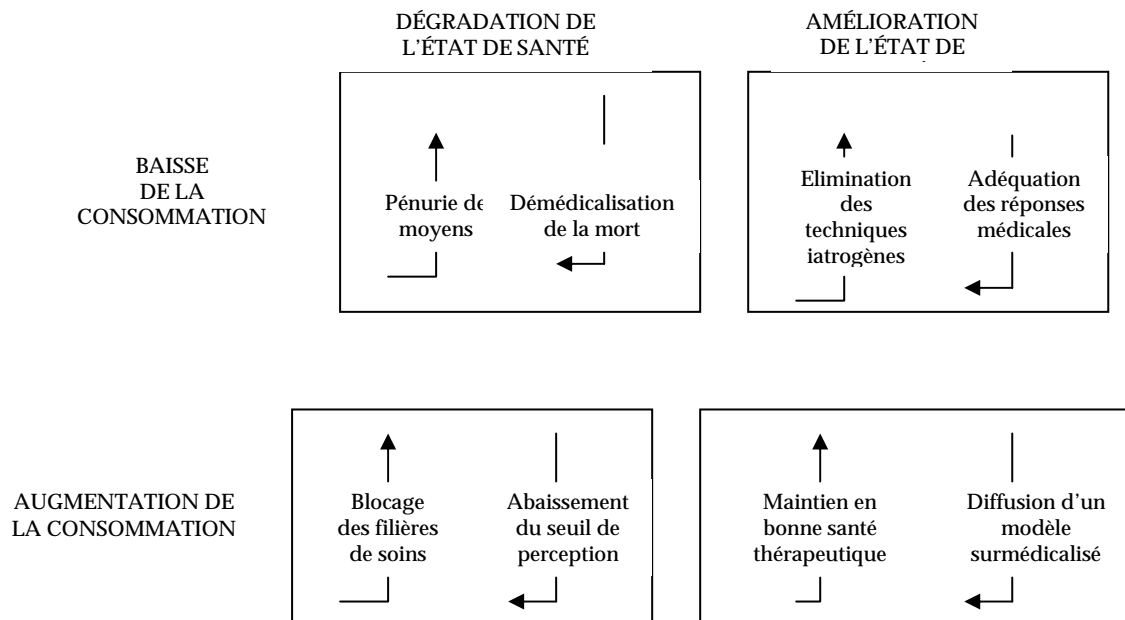 DÉGRADATION DE
L’ÉTAT DE SANTÉ
AMÉLIORATION
DE L’ÉTAT DE
BAISSE
DE LA
CONSOMMATION
Pénurie de
moyens
Démédicalisation
de la mort
Elimination
des
techniques
iatrogènes
Adéquation
des réponses
médicales
AUGMENTATION DE
LA CONSOMMATION
Blocage
des filières
de soins
Abaissement
du seuil de
perception
Maintien en
bonne santé
thérapeutique
Diffusion d’un
modèle
surmédicalisé